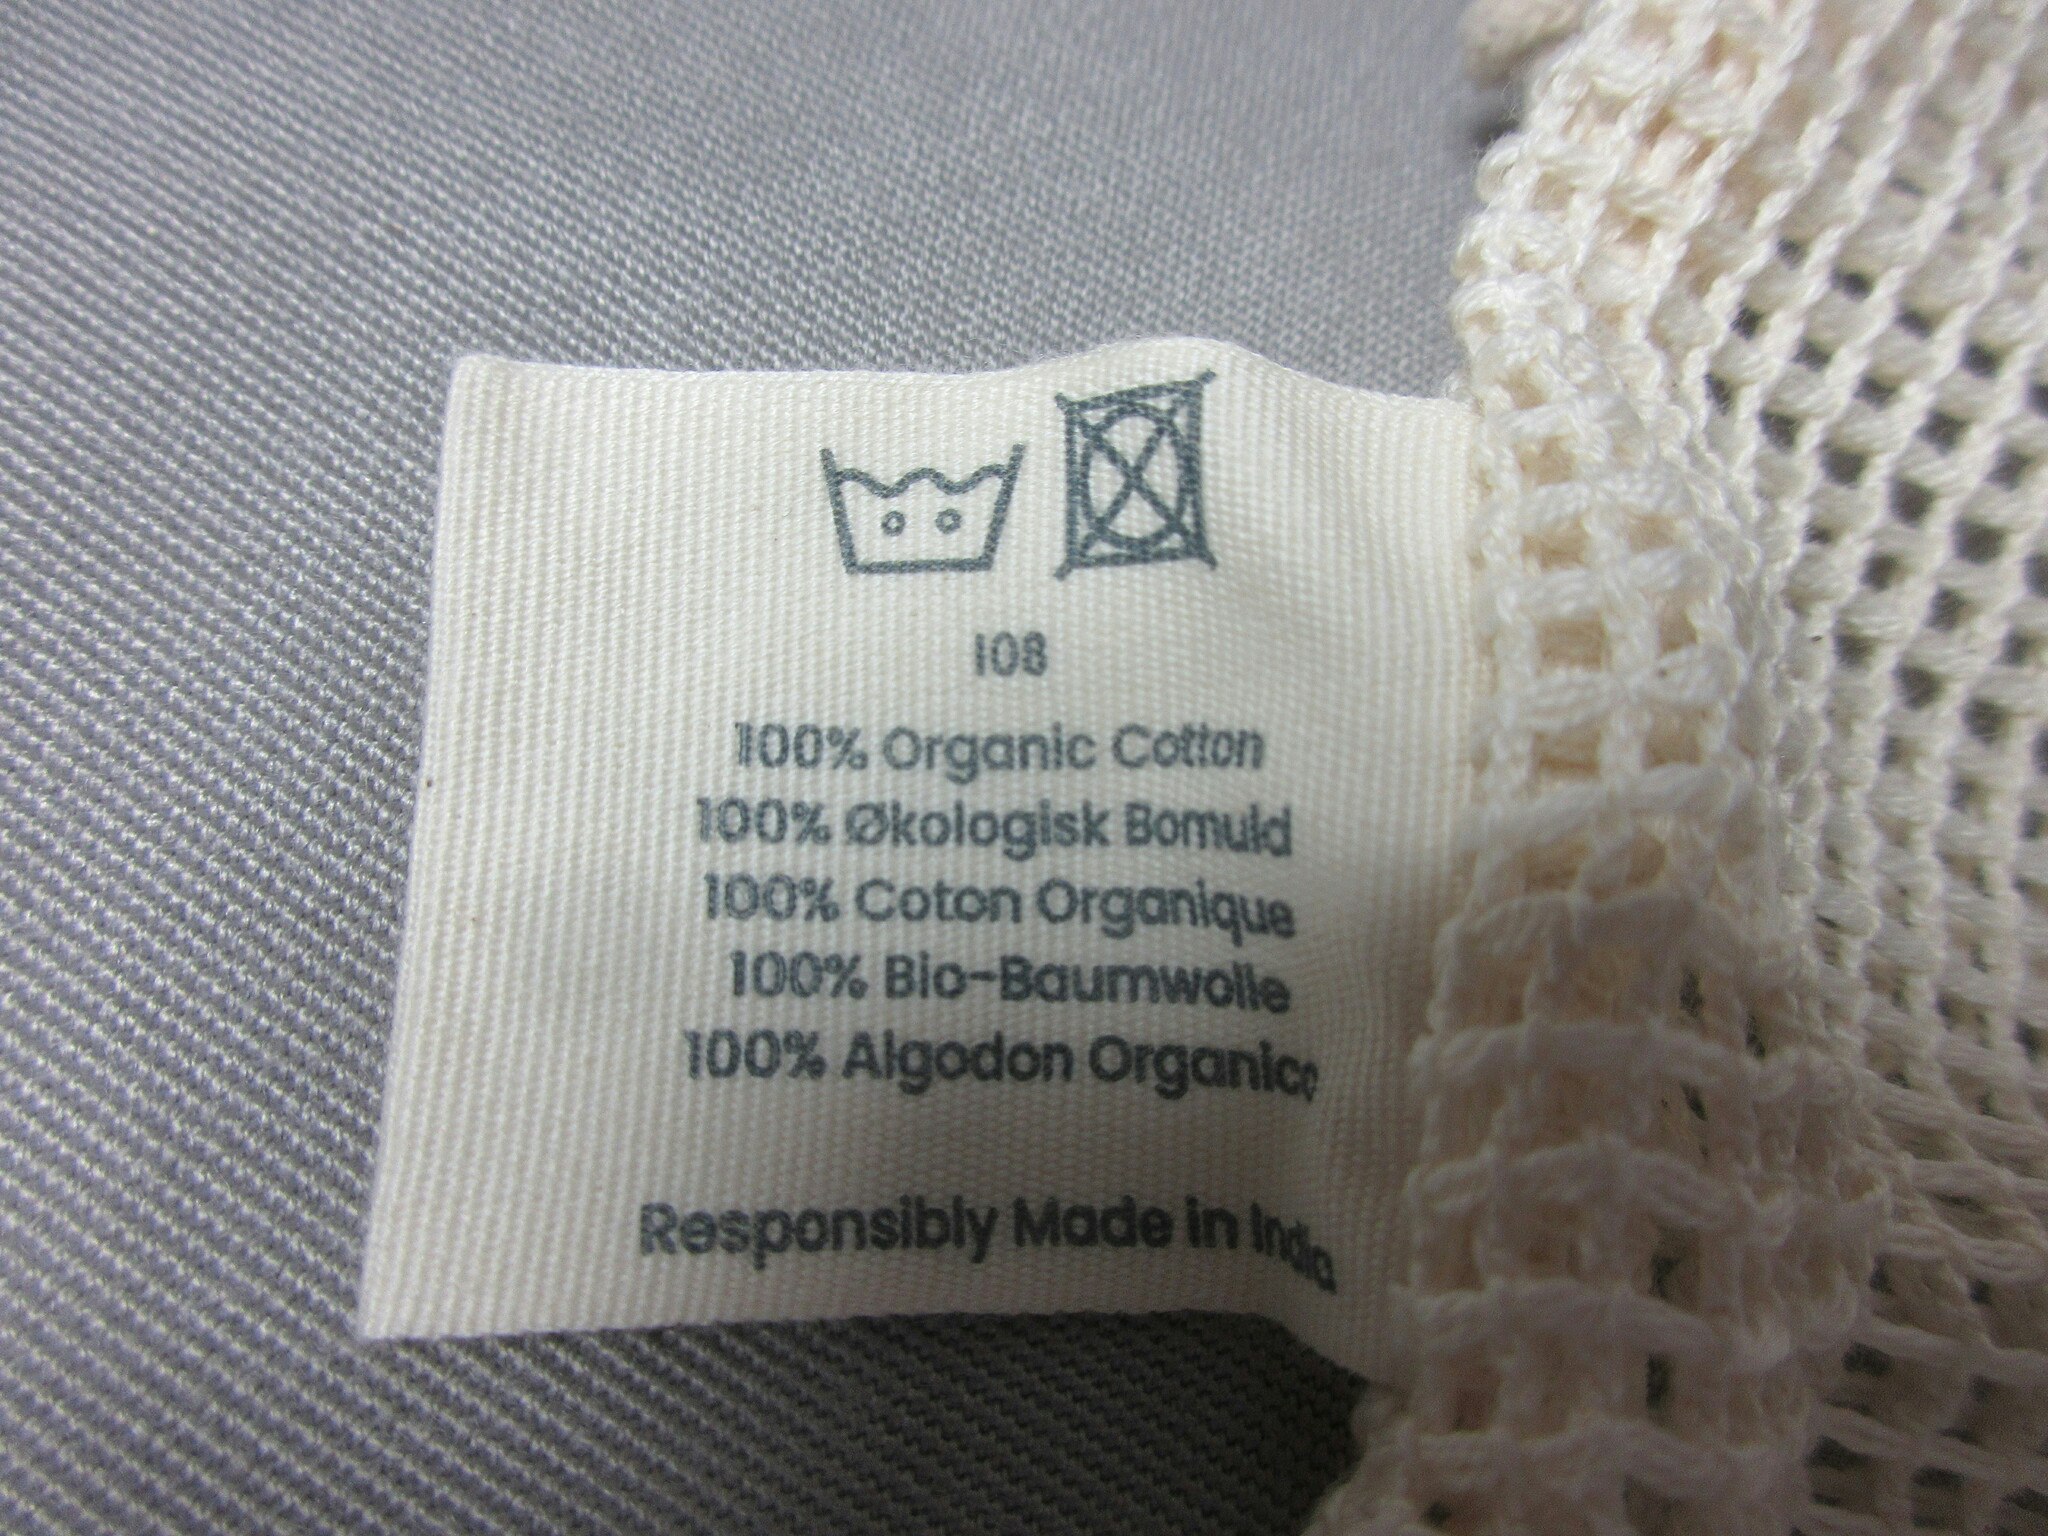 108
100% Organic Cotton
100% Økologisk Bomuld
100% Coton Organique
100% Bio-Baumwolle
100% Algodon Organico
Responsibly Made in India